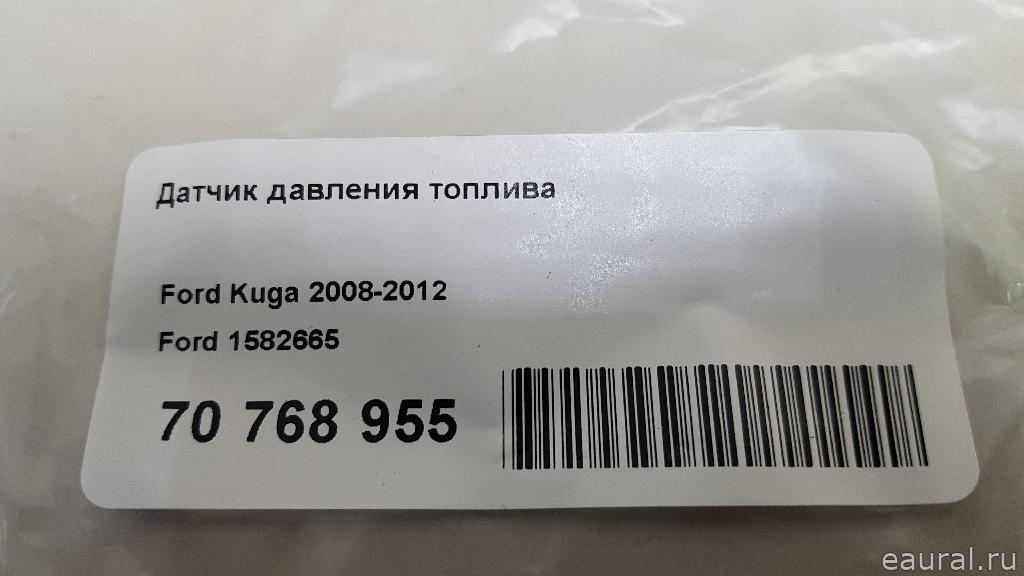 Датчик давления топлива
Ford Kuga 2008-2012
Ford 1582665
70 768 955
eaural.ru